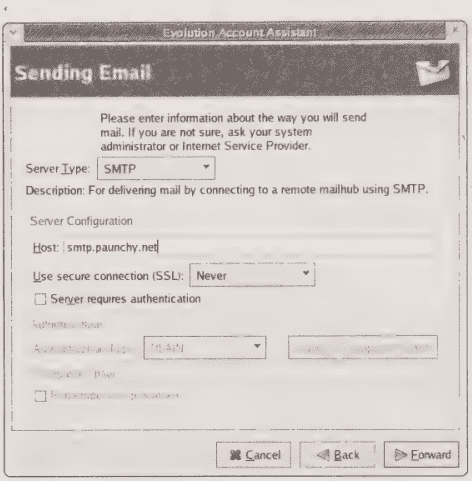 Evolution Account Assistant
Sending Email
Please enter information about the way you will send
mail. If you are not sure, ask your system
administrator or Internet Service Provider.
Server Type: SMTP
Description: For delivering mail by connecting to a remote mailhub using SMTP.
Server Configuration
Host: smtp.paunchy.net
Use secure connection (SSL): Never
Server requires authentication
Cancel Back Forward